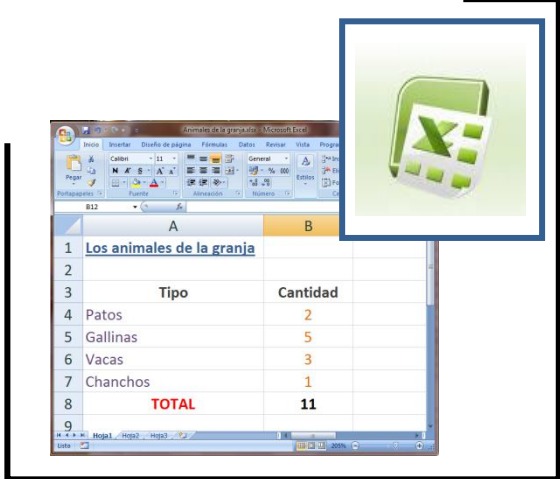 Animales de la granja.xlsx - Microsoft Excel
Inicio Insertar Diseño de página Fórmulas Datos Revisar Vista
Pegar
Calibri 11
N K S
General
% 000
Estilos
Portapapeles Fuente Alineación Número
B12
A B
1 Los animales de la granja
2
3 Tipo Cantidad
4 Patos 2
5 Gallinas 5
6 Vacas 3
7 Chanchos 1
8 TOTAL 11
9
Hoja1 Hoja2 Hoja3
Listo 205%